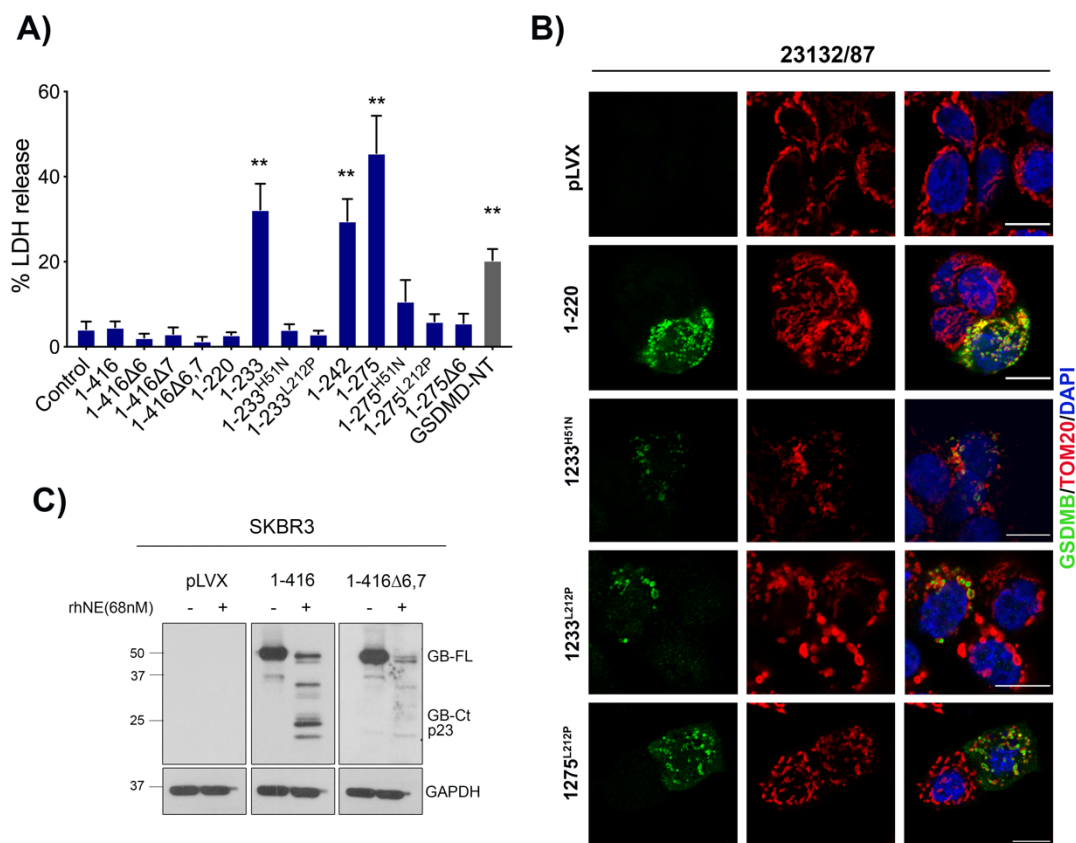 A)
60
40
20
0
% LDH release
**
**
**
**
Control
1-416
1-416Δ6
1-416Δ7
1-416Δ6,7
1-220
1-233
1-233H51N
1-233L212P
1-242
1-275
1-275H51N
1-275L212P
1-275Δ6
GSDMD-NT
B)
23132/87
pLVX
1-220
1233H51N
1233L212P
1275L212P
GSDMB/TOM20/DAPI
C)
SKBR3
pLVX 1-416 1-416Δ6,7
rhNE(68nM) - + - + - +
50
37
25
37
GB-FL
GB-Ct
p23
GAPDH